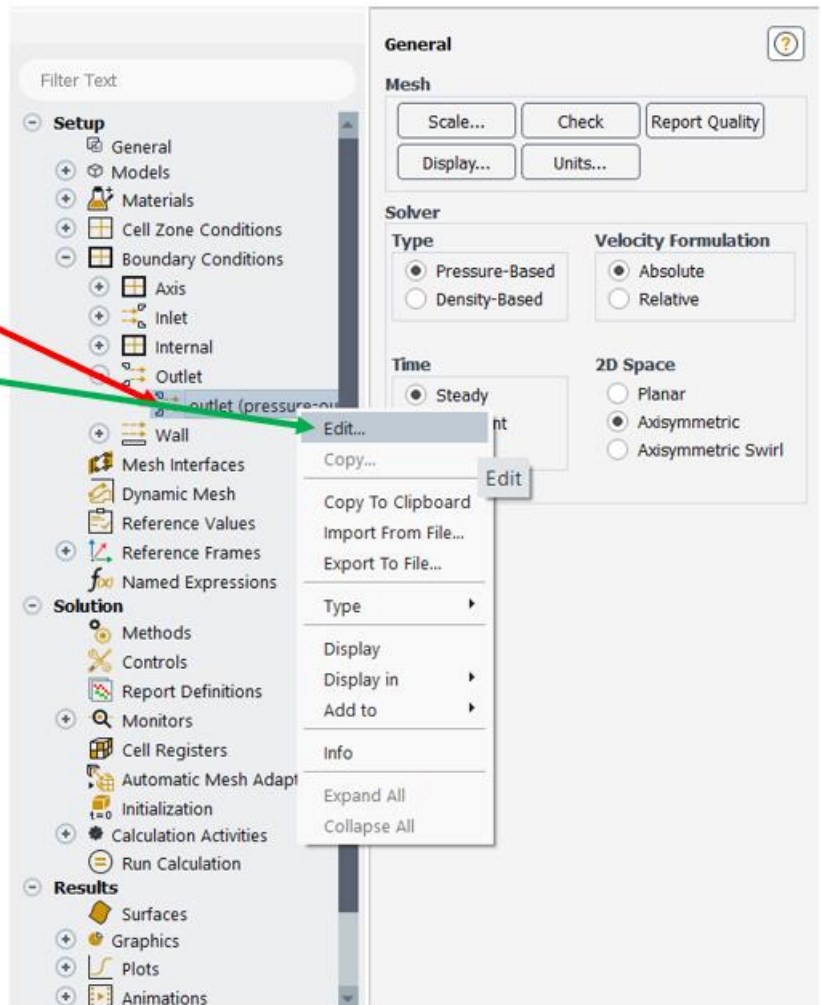 Filter Text
Setup
General
Models
Materials
Cell Zone Conditions
Boundary Conditions
Axis
Inlet
Internal
Outlet
outlet (pressure-ou
Wall
Mesh Interfaces
Dynamic Mesh
Reference Values
Reference Frames
f(x) Named Expressions
Solution
Methods
Controls
Report Definitions
Monitors
Cell Registers
Automatic Mesh Adapt
t=0 Initialization
Calculation Activities
Run Calculation
Results
Surfaces
Graphics
Plots
Animations
Edit...
Copy...
Edit
Copy To Clipboard
Import From File...
Export To File...
Type
Display
Display in
Add to
Info
Expand All
Collapse All
General
?
Mesh
Scale... Check Report Quality
Display... Units...
Solver
Type Velocity Formulation
Pressure-Based Absolute
Density-Based Relative
Time 2D Space
Steady Planar
nt Axisymmetric
Axisymmetric Swirl